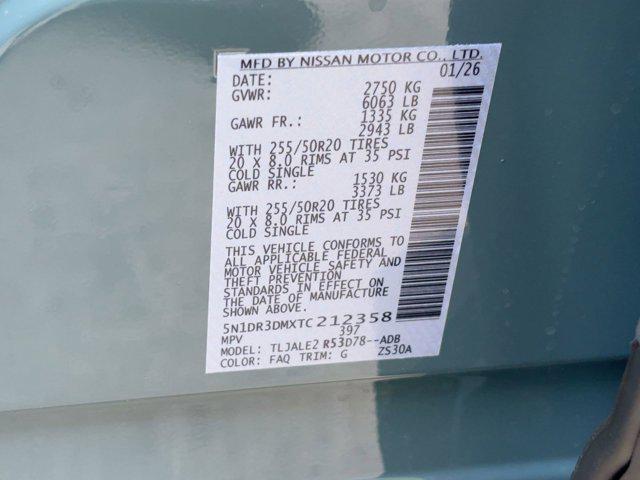 MFD BY NISSAN MOTOR CO., LTD.
DATE: 01/26
GVWR: 2750 KG
6063 LB
GAWR FR.: 1335 KG
2943 LB
WITH 255/50R20 TIRES
20 X 8.0 RIMS AT 35 PSI
COLD SINGLE
GAWR RR.: 1530 KG
3373 LB
WITH 255/50R20 TIRES
20 X 8.0 RIMS AT 35 PSI
COLD SINGLE
THIS VEHICLE CONFORMS TO
ALL APPLICABLE FEDERAL
MOTOR VEHICLE SAFETY AND
THEFT PREVENTION
STANDARDS IN EFFECT ON
THE DATE OF MANUFACTURE
SHOWN ABOVE.
5N1DR3DMXTC212358
MPV 397
MODEL: TLJALE2 R53D78--ADB
COLOR: FAQ TRIM: G ZS30A